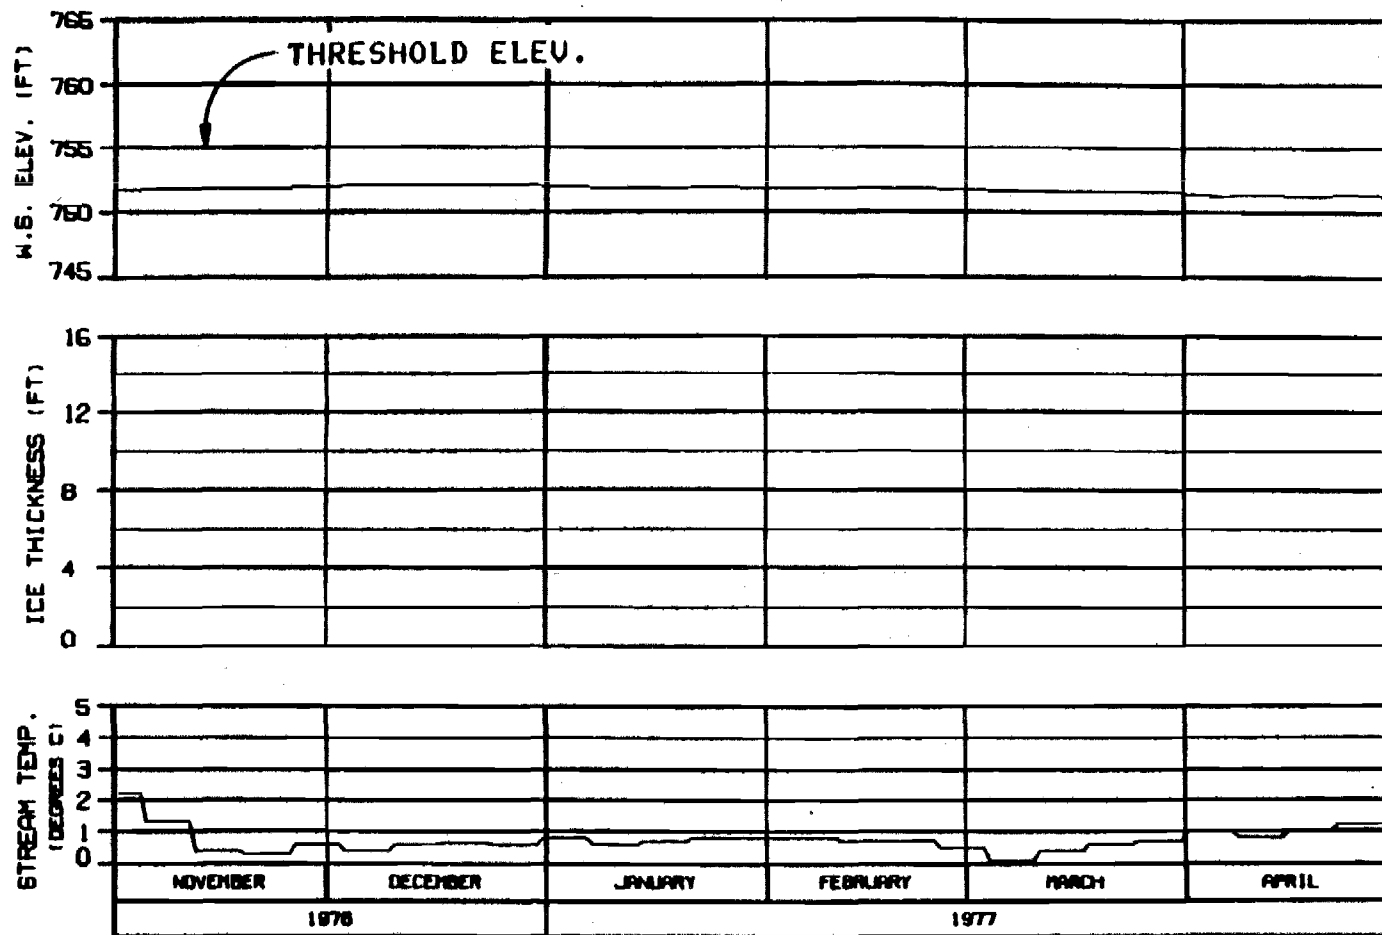 765
THRESHOLD ELEV.
760
755
750
745
W.S. ELEV. (FT)
16
12
8
4
0
ICE THICKNESS (FT)
5
4
3
2
1
0
STREAM TEMP.
(DEGREES C)
NOVEMBER DECEMBER JANUARY FEBRUARY MARCH APRIL
1976 1977